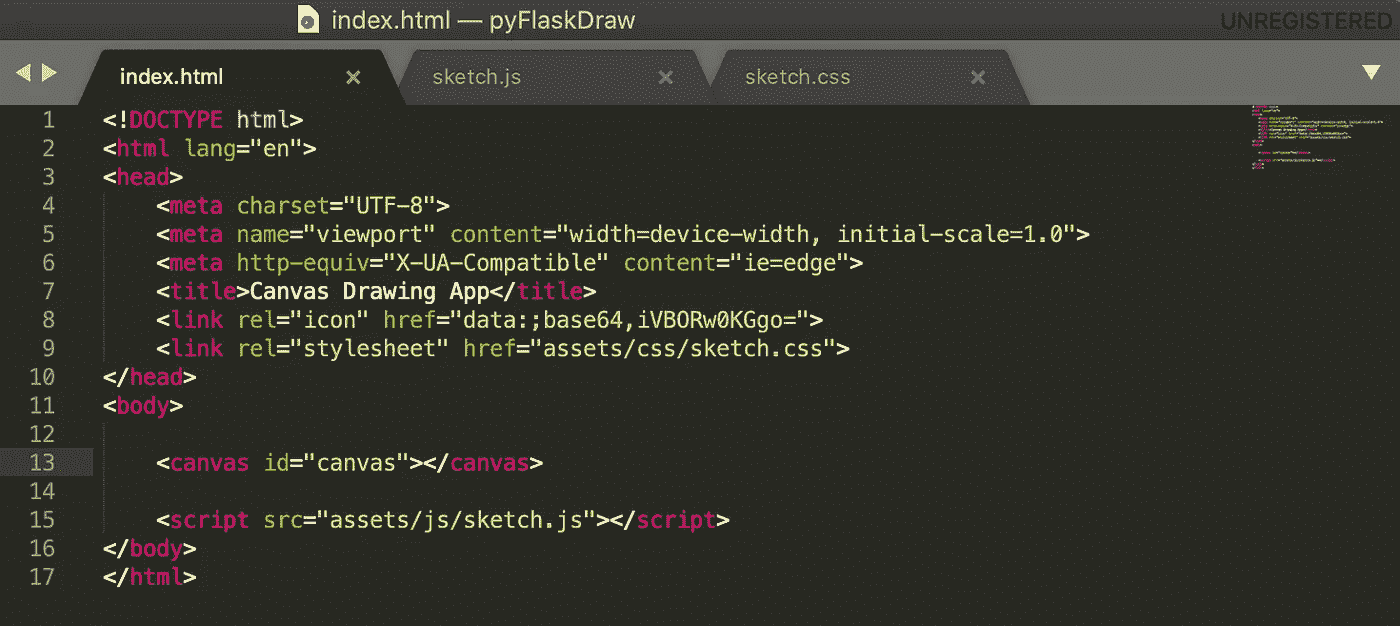 index.html — pyFlaskDraw
UNREGISTERED
index.html × sketch.js × sketch.css ×
1 <!DOCTYPE html>
2 <html lang="en">
3 <head>
4     <meta charset="UTF-8">
5     <meta name="viewport" content="width=device-width, initial-scale=1.0">
6     <meta http-equiv="X-UA-Compatible" content="ie=edge">
7     <title>Canvas Drawing App</title>
8     <link rel="icon" href="data:;base64,iVBORw0KGgo=">
9     <link rel="stylesheet" href="assets/css/sketch.css">
10 </head>
11 <body>
12
13     <canvas id="canvas"></canvas>
14
15     <script src="assets/js/sketch.js"></script>
16 </body>
17 </html>